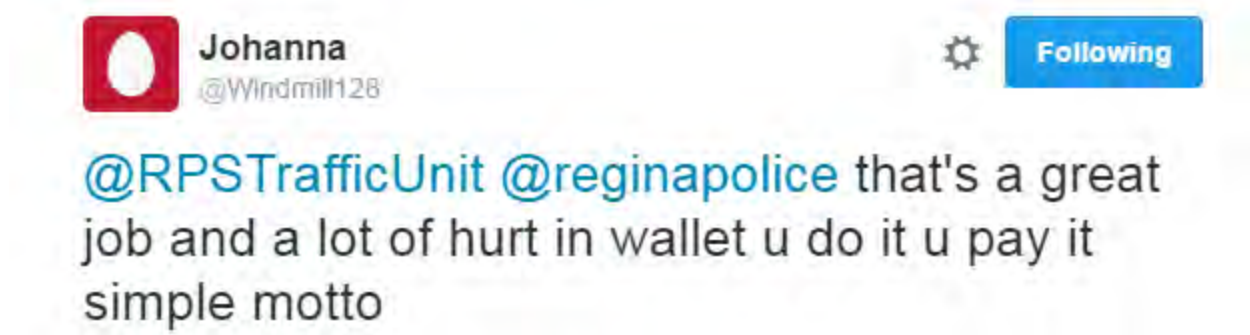 Johanna
@Windmill128
Following
@RPSTrafficUnit @reginapolice that's a great
job and a lot of hurt in wallet u do it u pay it
simple motto